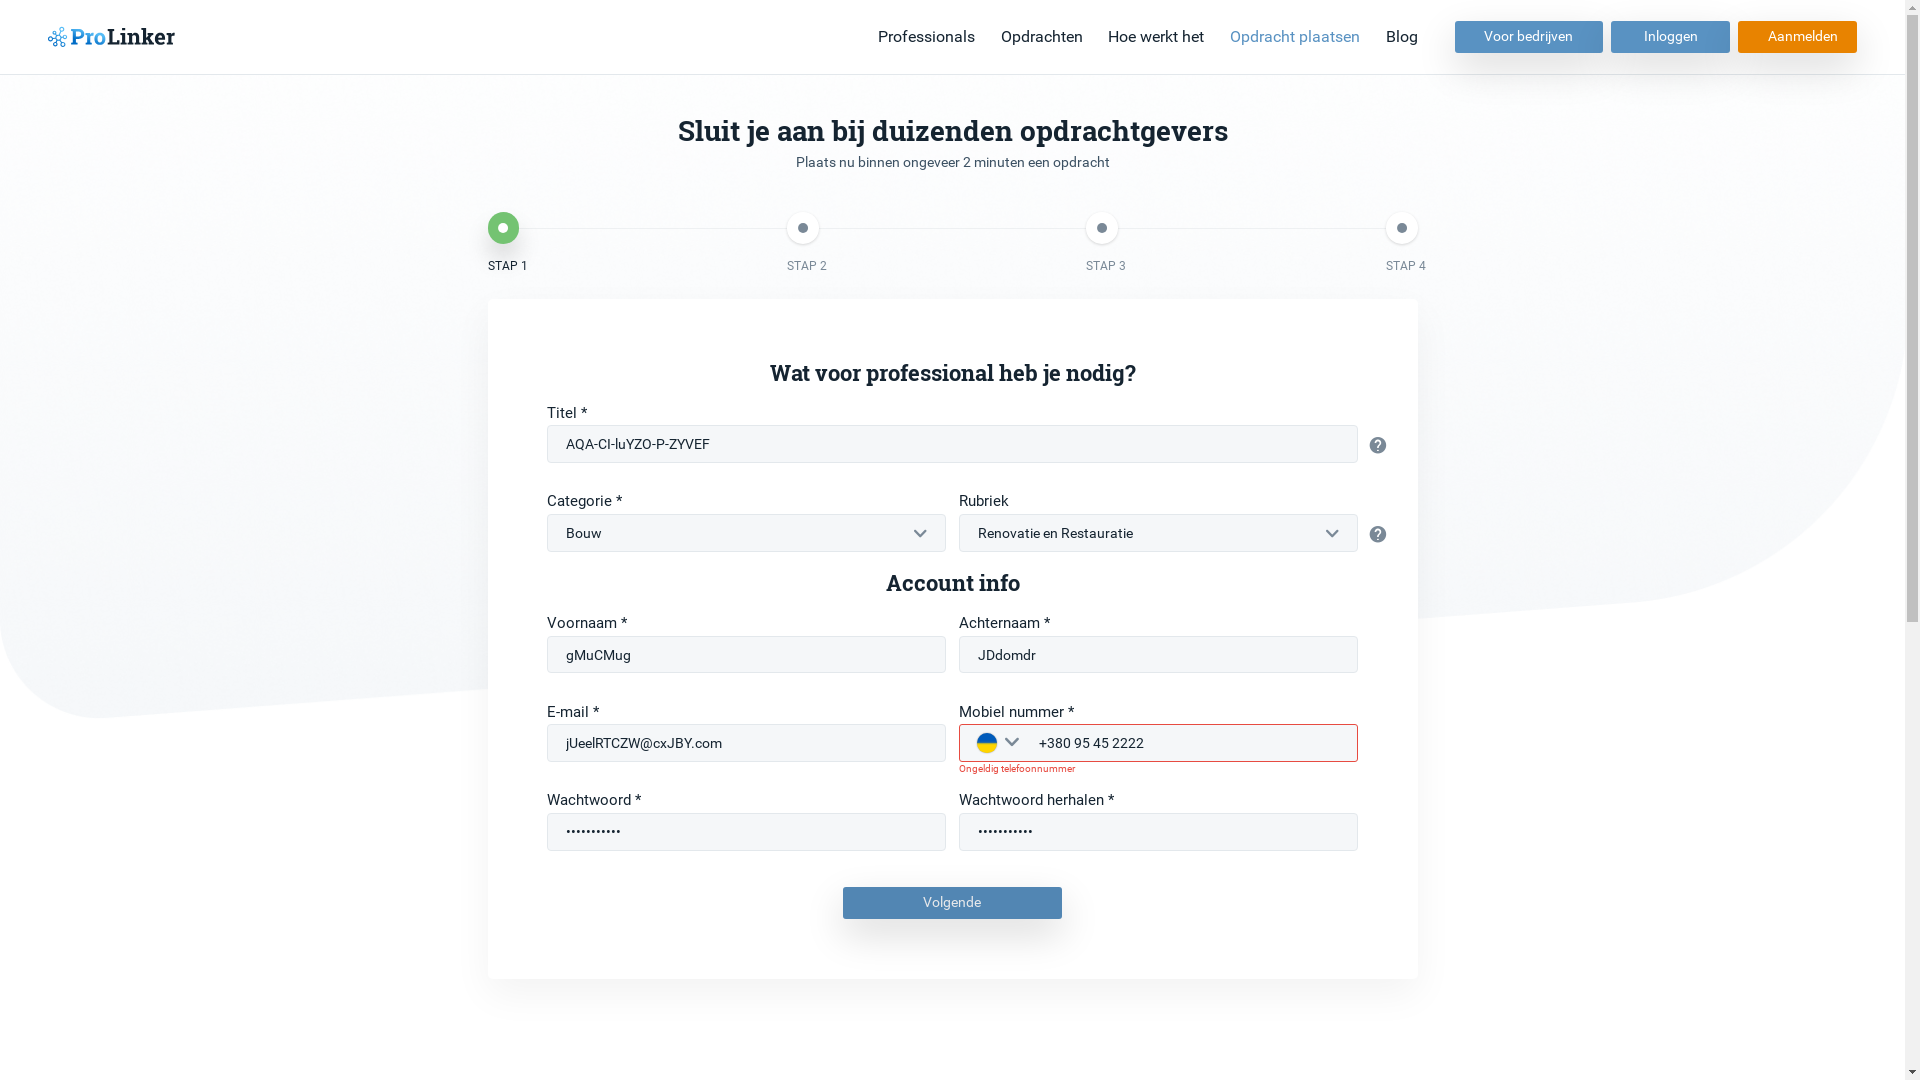 ProLinker
Professionals Opdrachten Hoe werkt het Opdracht plaatsen Blog Voor bedrijven Inloggen Aanmelden
Sluit je aan bij duizenden opdrachtgevers
Plaats nu binnen ongeveer 2 minuten een opdracht
STAP 1 STAP 2 STAP 3 STAP 4
Wat voor professional heb je nodig?
Titel *
AQA-CI-luYZO-P-ZYVEF
Categorie * Rubriek
Bouw Renovatie en Restauratie
Account info
Voornaam * Achternaam *
gMuCMug JDdomdr
E-mail * Mobiel nummer *
jUeelRTCZW@cxJBY.com +380 95 45 2222
Ongeldig telefoonnummer
Wachtwoord * Wachtwoord herhalen *
••••••••••• •••••••••••
Volgende